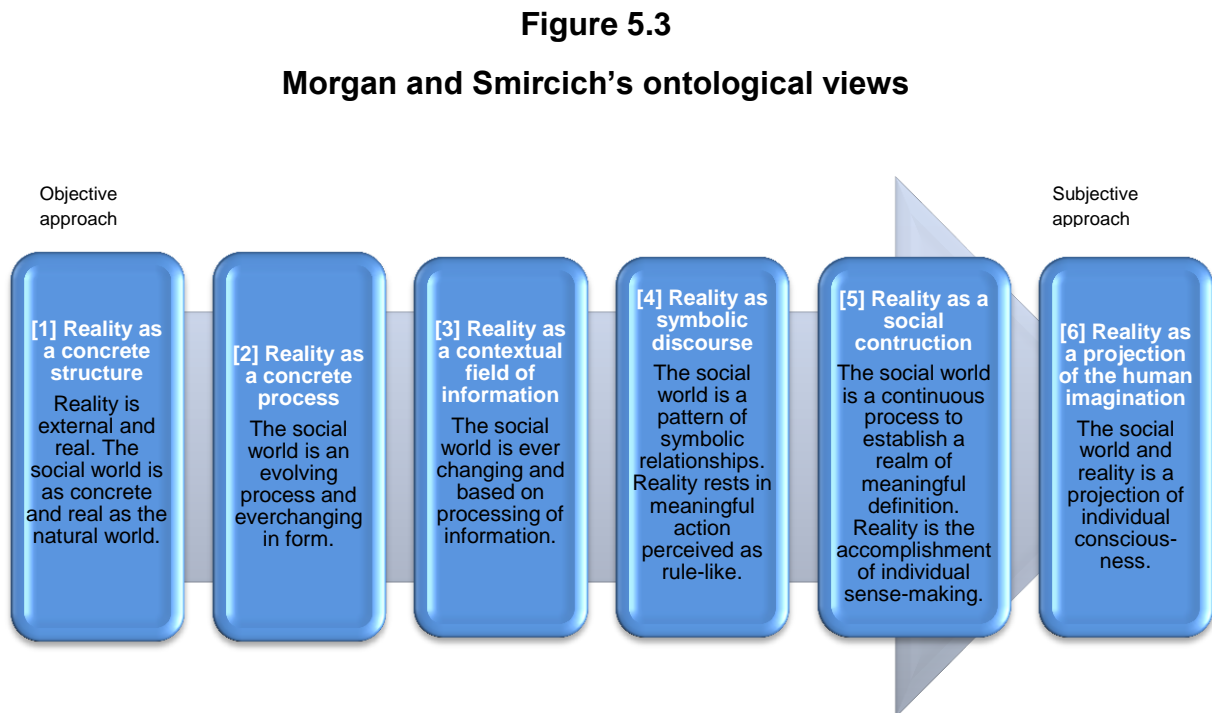 Figure 5.3
Morgan and Smircich’s ontological views
Objective
approach
Subjective
approach
[1] Reality as
a concrete
structure
Reality is
external and
real. The
social world is
as concrete
and real as the
natural world.
[2] Reality as
a concrete
process
The social
world is an
evolving
process and
everchanging
in form.
[3] Reality as
a contextual
field of
information
The social
world is ever
changing and
based on
processing of
information.
[4] Reality as
symbolic
discourse
The social
world is a
pattern of
symbolic
relationships.
Reality rests in
meaningful
action
perceived as
rule-like.
[5] Reality as a
social
contruction
The social world
is a continuous
process to
establish a
realm of
meaningful
definition.
Reality is the
accomplishment
of individual
sense-making.
[6] Reality as
a projection
of the human
imagination
The social
world and
reality is a
projection of
individual
conscious-
ness.